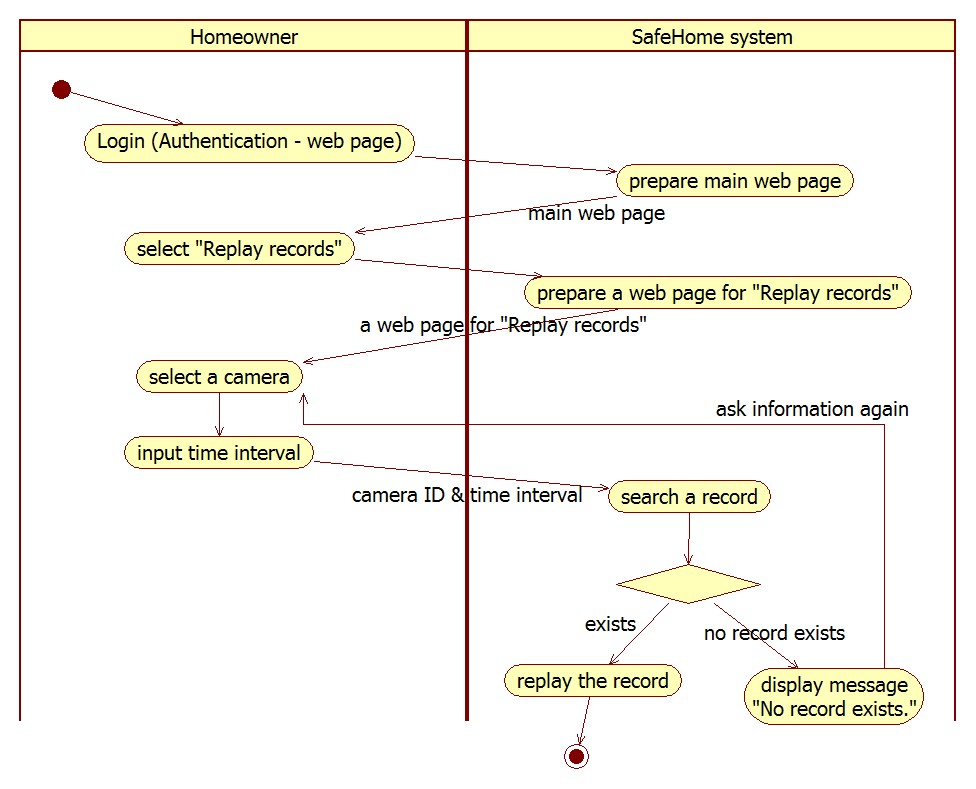 Homeowner
SafeHome system
Login (Authentication - web page)
prepare main web page
main web page
select "Replay records"
prepare a web page for "Replay records"
a web page for "Replay records"
select a camera
ask information again
input time interval
camera ID & time interval
search a record
exists
no record exists
replay the record
display message
"No record exists."